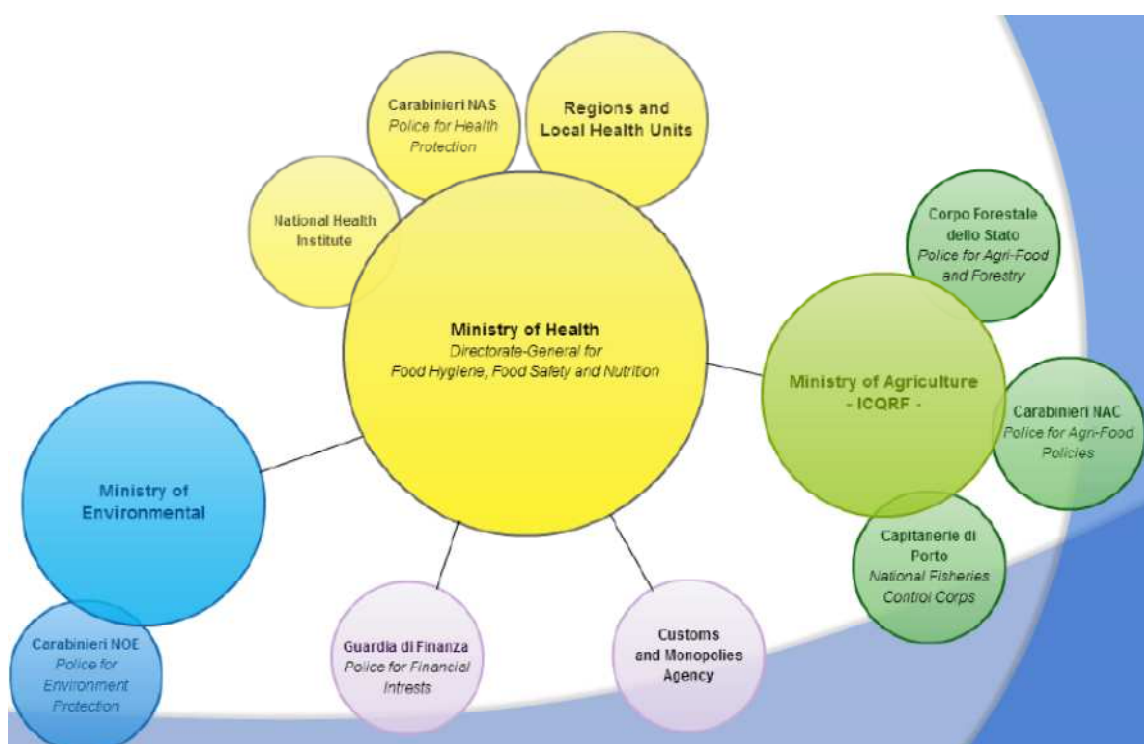 Carabinieri NAS
Police for Health
Protection
Regions and
Local Health Units
National Health
Institute
Corpo Forestale
dello Stato
Police for Agri-Food
and Forestry
Ministry of Health
Directorate-General for
Food Hygiene, Food Safety and Nutrition
Ministry of Agriculture
- ICQRF -
Carabinieri NAC
Police for Agri-Food
Policies
Ministry of
Environmental
Capitanerie di
Porto
National Fisheries
Control Corps
Carabinieri NOE
Police for
Environment
Protection
Guardia di Finanza
Police for Financial
Intrests
Customs
and Monopolies
Agency